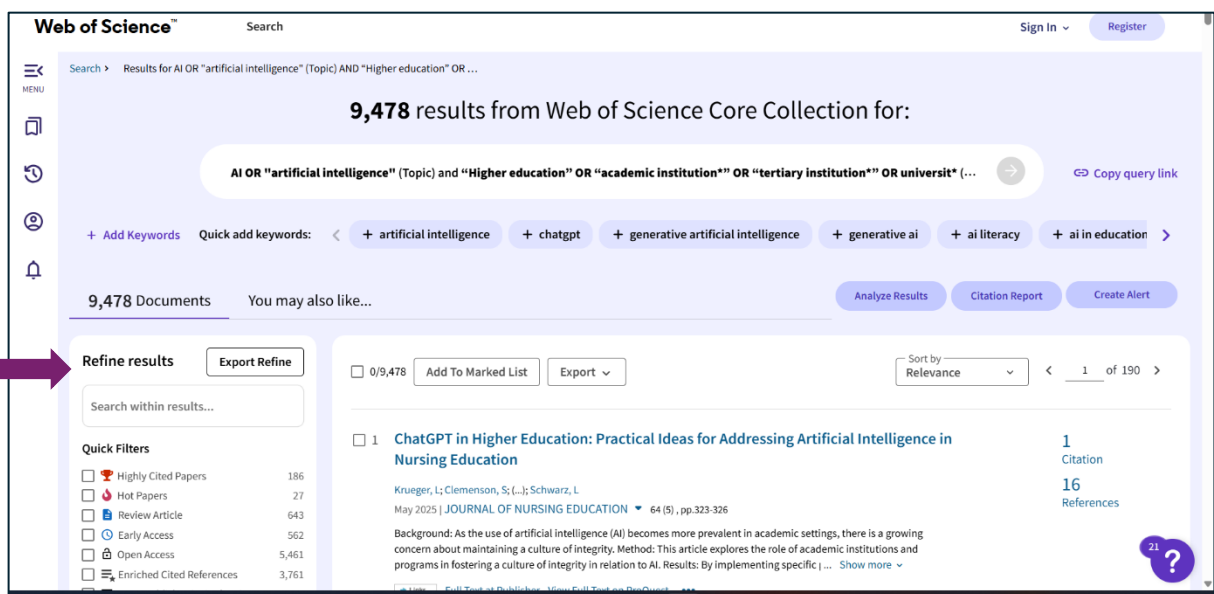 Web of Science™
Search
Sign In
Register
MENU
Search > Results for AI OR "artificial intelligence" (Topic) AND "Higher education" OR ...
9,478 results from Web of Science Core Collection for:
AI OR "artificial intelligence" (Topic) and “Higher education” OR “academic institution*” OR “tertiary institution*” OR universit* (...
Copy query link
+ Add Keywords
Quick add keywords:
+ artificial intelligence
+ chatgpt
+ generative artificial intelligence
+ generative ai
+ ai literacy
+ ai in education
9,478 Documents
You may also like...
Analyze Results
Citation Report
Create Alert
Refine results
Export Refine
Search within results...
Quick Filters
Highly Cited Papers 186
Hot Papers 27
Review Article 643
Early Access 562
Open Access 5,461
Enriched Cited References 3,761
0/9,478
Add To Marked List
Export
Sort by
Relevance
1 of 190
1
ChatGPT in Higher Education: Practical Ideas for Addressing Artificial Intelligence in
Nursing Education
Krueger, L; Clemenson, S; (...); Schwarz, L
May 2025 | JOURNAL OF NURSING EDUCATION 64 (5), pp.323-326
Background: As the use of artificial intelligence (AI) becomes more prevalent in academic settings, there is a growing
concern about maintaining a culture of integrity. Method: This article explores the role of academic institutions and
programs in fostering a culture of integrity in relation to AI. Results: By implementing specific ... Show more
Full Text at Publisher View Full Text on ProQuest
1
Citation
16
References
21
?